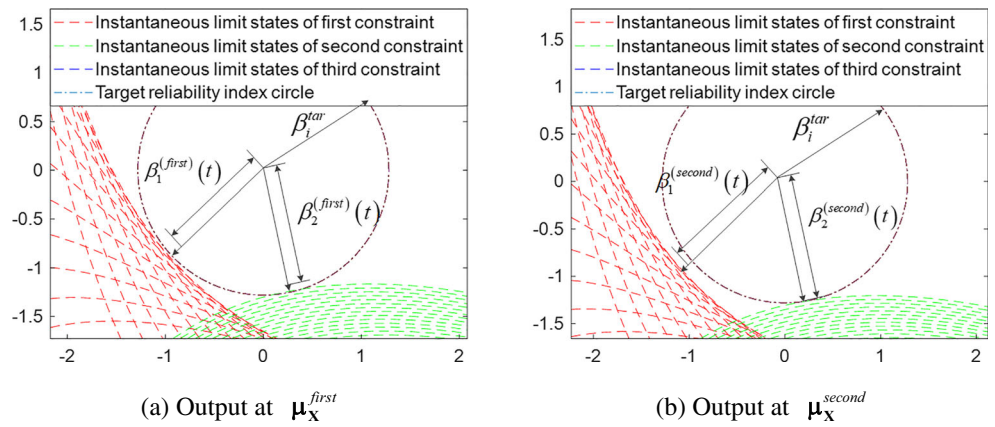 Instantaneous limit states of first constraint
Instantaneous limit states of second constraint
Instantaneous limit states of third constraint
Target reliability index circle
1.5
1
0.5
0
-0.5
-1
-1.5
-2
-1
0
1
2
β_i^{tar}
β_1^{(first)}(t)
β_2^{(first)}(t)
(a) Output at μ_X^{first}
Instantaneous limit states of first constraint
Instantaneous limit states of second constraint
Instantaneous limit states of third constraint
Target reliability index circle
1.5
1
0.5
0
-0.5
-1
-1.5
-2
-1
0
1
2
β_i^{tar}
β_1^{(second)}(t)
β_2^{(second)}(t)
(b) Output at μ_X^{second}